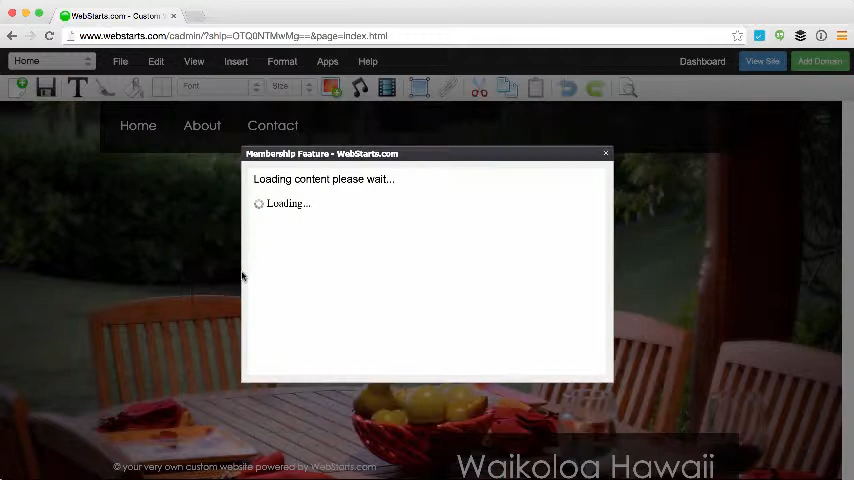 WebStarts.com - Custom
www.webstarts.com/cadmin/?ship=OTQ0NTMwMg==&page=index.html
Home File Edit View Insert Format Apps Help Dashboard View Site Add Domain
T Font Size
Home About Contact
Membership Feature - WebStarts.com
Loading content please wait...
Loading...
© your very own custom website powered by WebStarts.com
Waikoloa Hawaii